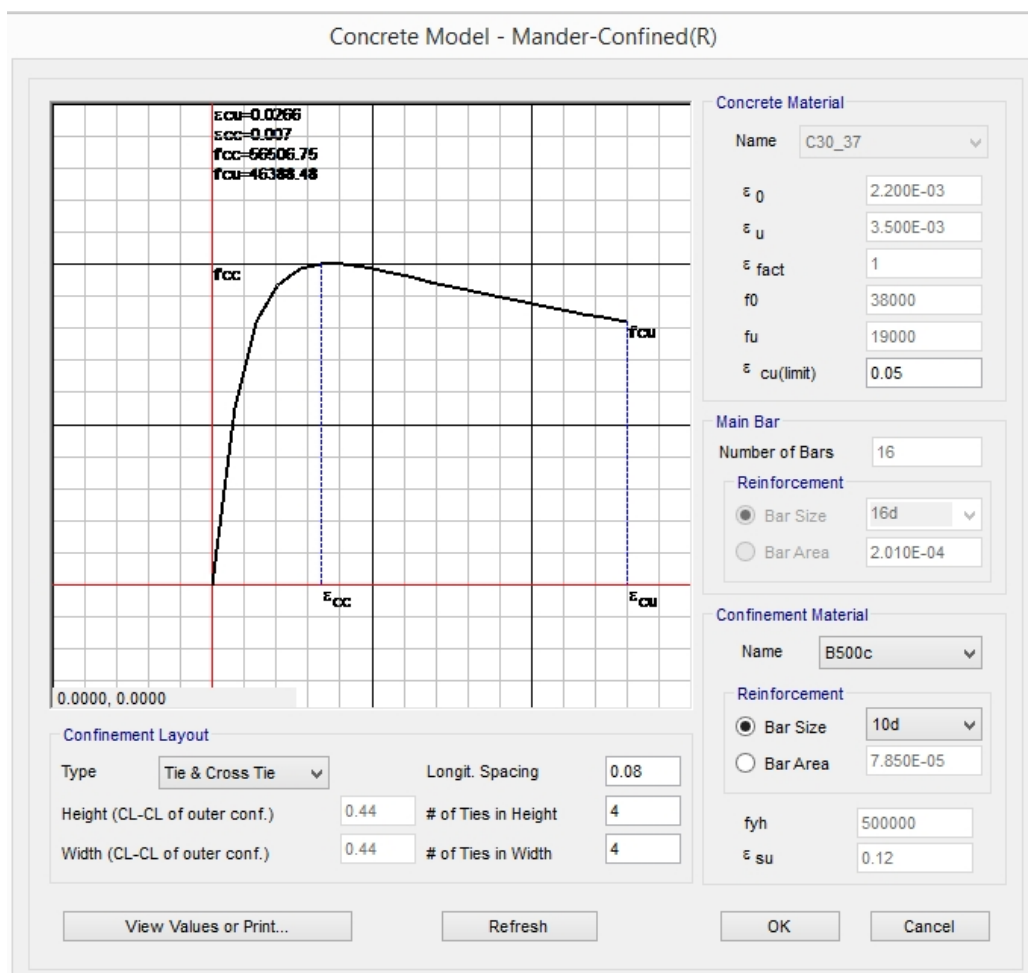 Concrete Model - Mander-Confined(R)
εcu=0.0266
εcc=0.007
fcc=56506.75
fcu=46388.48
fcc
fcu
εcc
εcu
0.0000, 0.0000
Concrete Material
Name C30_37
ε 0 2.200E-03
ε u 3.500E-03
ε fact 1
f0 38000
fu 19000
ε cu(limit) 0.05
Main Bar
Number of Bars 16
Reinforcement
Bar Size 16d
Bar Area 2.010E-04
Confinement Material
Name B500c
Reinforcement
Bar Size 10d
Bar Area 7.850E-05
fyh 500000
ε su 0.12
Confinement Layout
Type Tie & Cross Tie Longit. Spacing 0.08
Height (CL-CL of outer conf.) 0.44 # of Ties in Height 4
Width (CL-CL of outer conf.) 0.44 # of Ties in Width 4
View Values or Print... Refresh OK Cancel